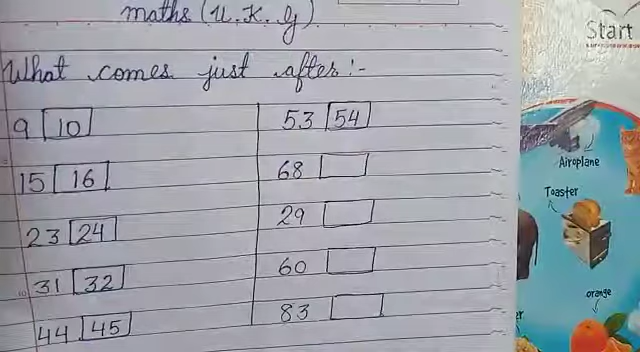 maths (U.K.G)
What comes just after:-
9 10
15 16
23 24
31 32
44 45
53 54
68
29
60
83
Start
Airoplane
Toaster
orange